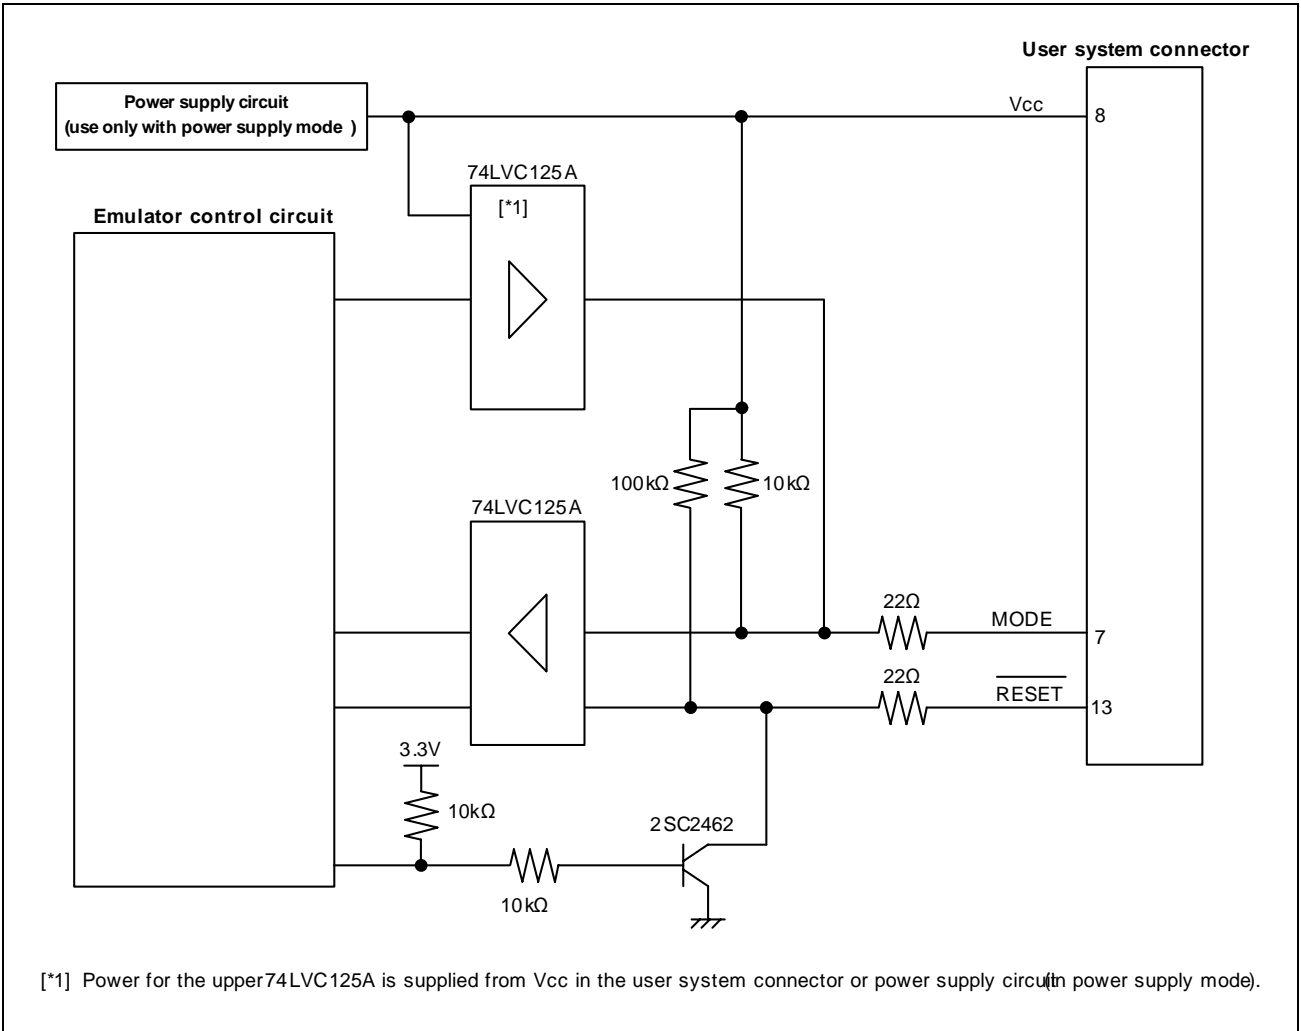 User system connector
Power supply circuit
(use only with power supply mode )
Vcc
8
74LVC125A
[*1]
Emulator control circuit
100kΩ
10kΩ
74LVC125A
22Ω
MODE
7
22Ω
RESET
13
3.3V
10kΩ
2SC2462
10kΩ
[*1] Power for the upper74LVC125A is supplied from Vcc in the user system connector or power supply circuit(in power supply mode).